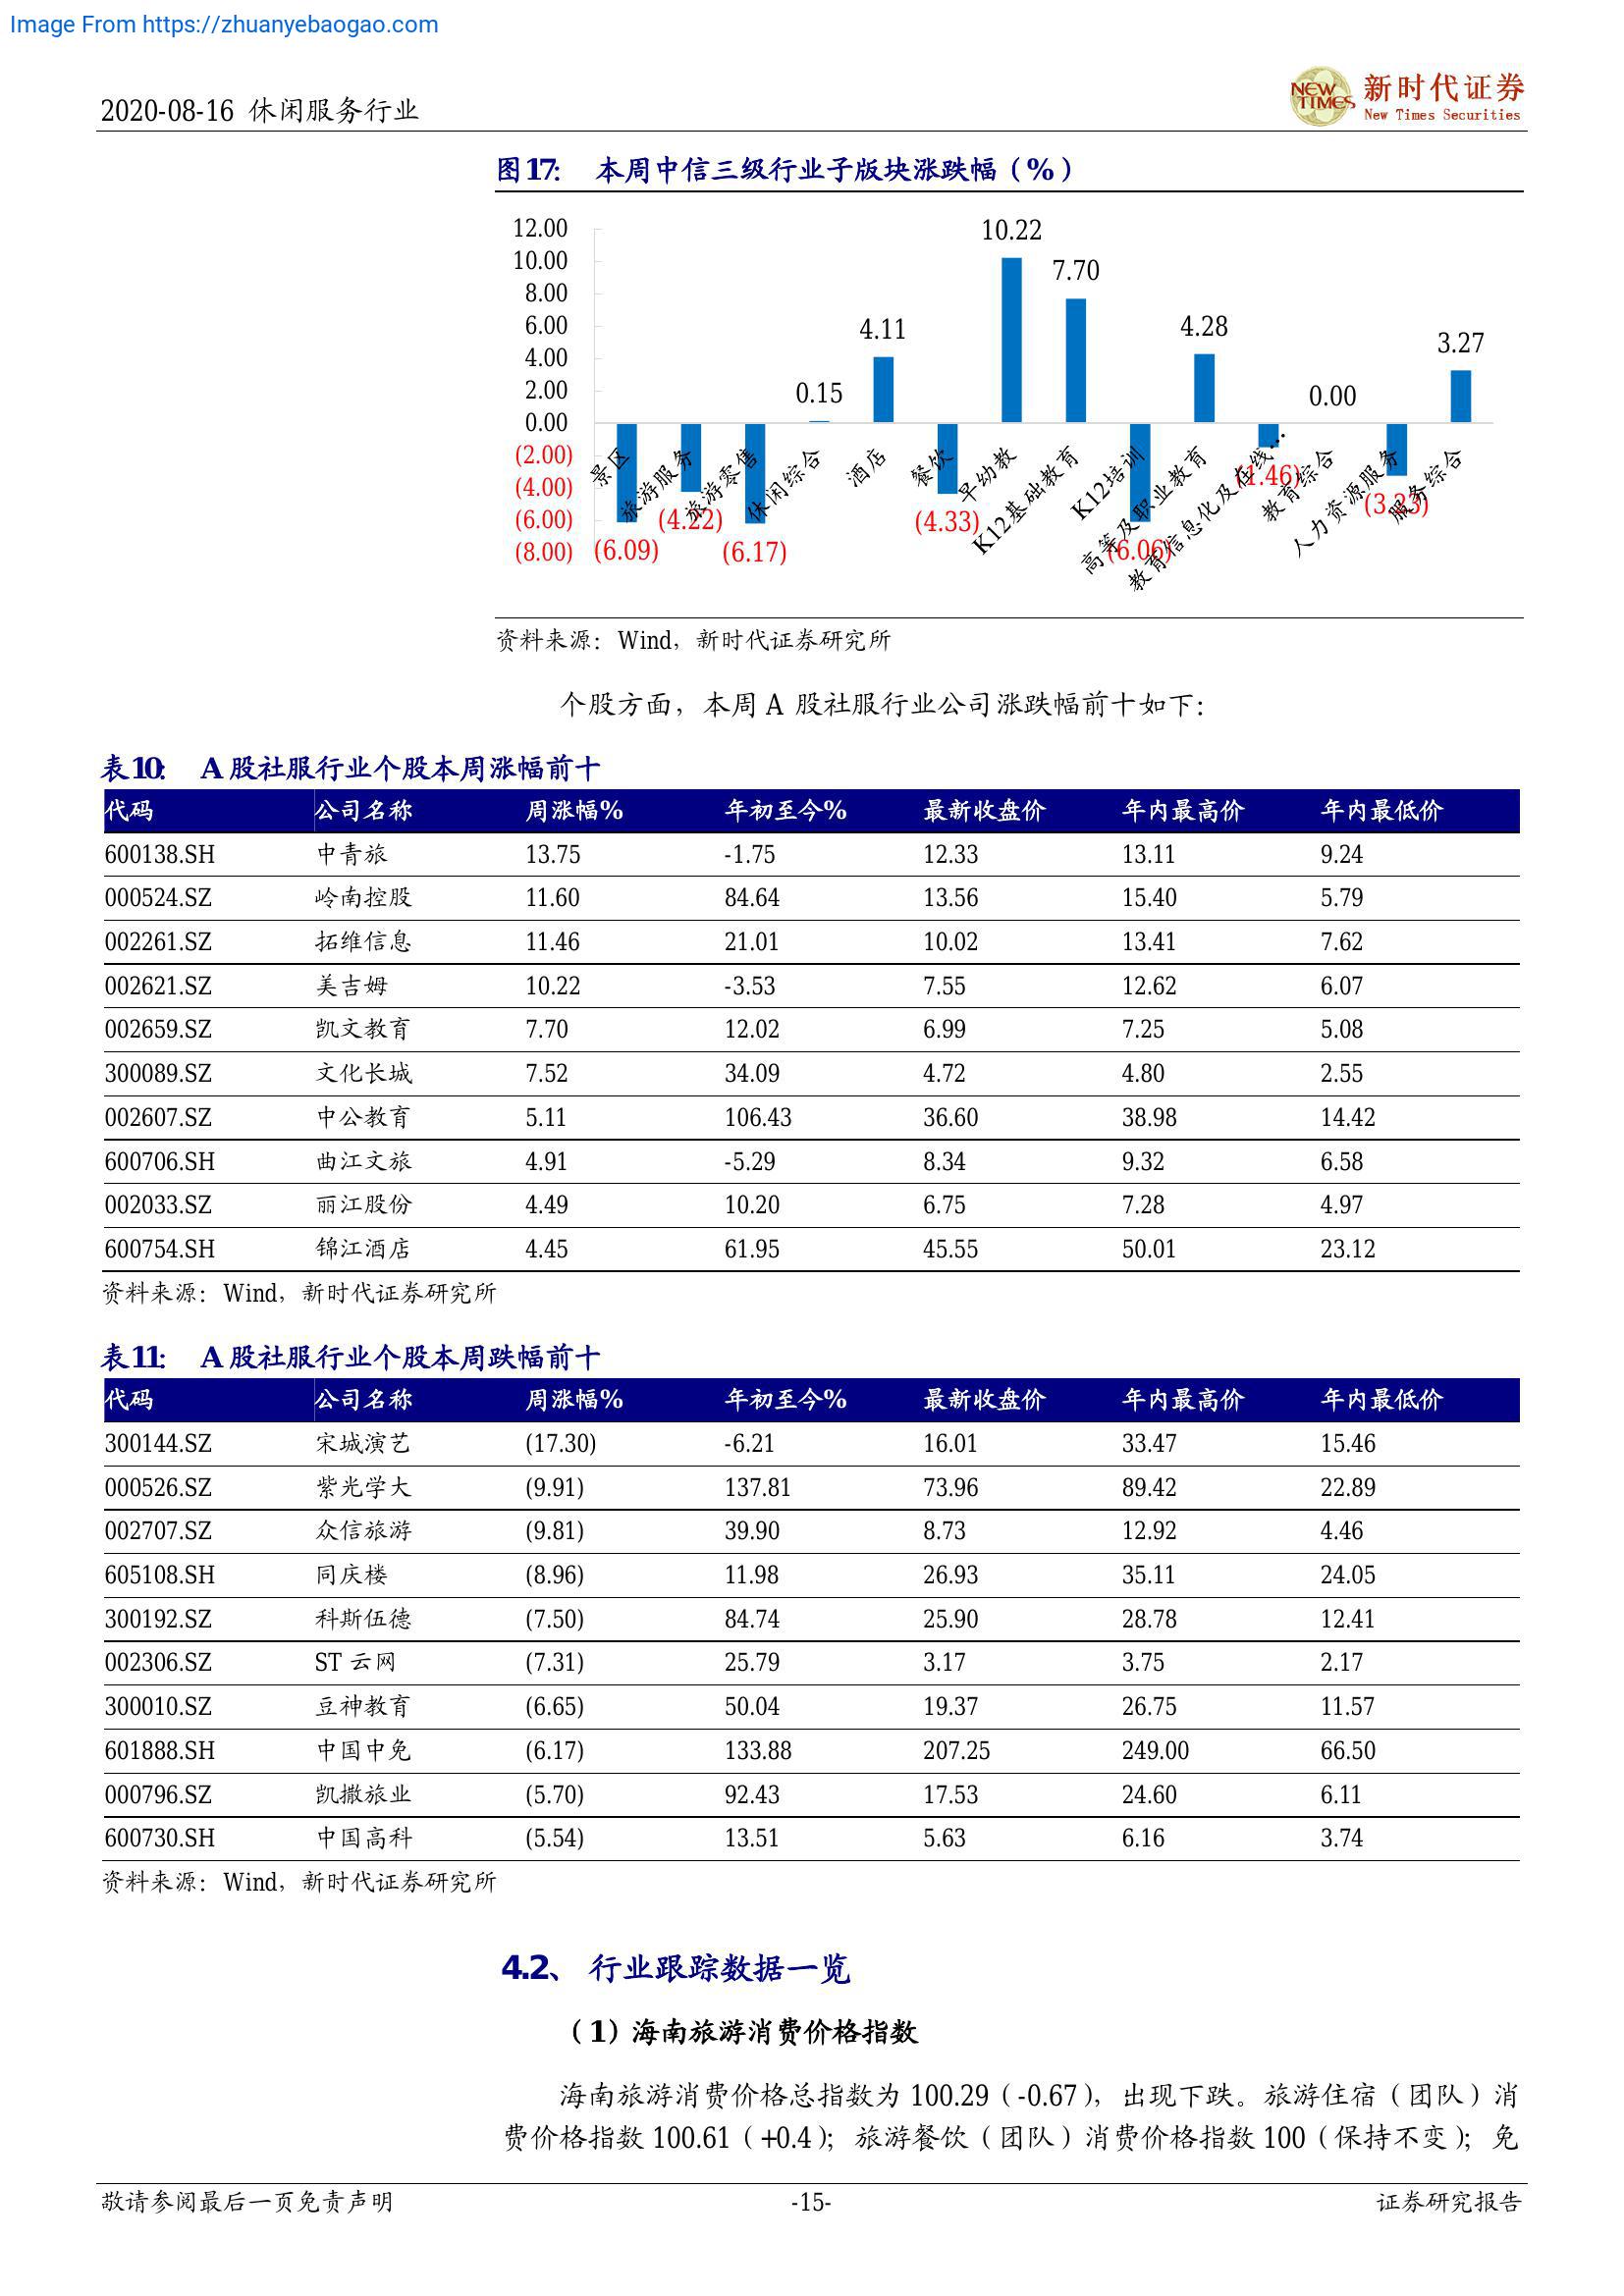 Image From https://zhuanyebaogao.com
2020-08-16 休闲服务行业
NEW TIMES 新时代证券
New Times Securities
图17: 本周中信三级行业子版块涨跌幅（%）
12.00
10.00
8.00
6.00
4.00
2.00
0.00
(2.00)
(4.00)
(6.00)
(8.00)
(6.09) (4.22) (6.17) 0.15 4.11 (4.33) 10.22 7.70 (6.06) 4.28 (1.46) 0.00 (3.23) 3.27
景区 旅游服务 旅游零售 休闲综合 酒店 餐饮 早幼教 K12基础教育 K12培训 高等及职业教育 教育信息化及在线… 教育综合 人力资源服务 服务综合
资料来源：Wind，新时代证券研究所
个股方面，本周 A 股社服行业公司涨跌幅前十如下：
表10: A 股社服行业个股本周涨幅前十
代码 公司名称 周涨幅% 年初至今% 最新收盘价 年内最高价 年内最低价
600138.SH 中青旅 13.75 -1.75 12.33 13.11 9.24
000524.SZ 岭南控股 11.60 84.64 13.56 15.40 5.79
002261.SZ 拓维信息 11.46 21.01 10.02 13.41 7.62
002621.SZ 美吉姆 10.22 -3.53 7.55 12.62 6.07
002659.SZ 凯文教育 7.70 12.02 6.99 7.25 5.08
300089.SZ 文化长城 7.52 34.09 4.72 4.80 2.55
002607.SZ 中公教育 5.11 106.43 36.60 38.98 14.42
600706.SH 曲江文旅 4.91 -5.29 8.34 9.32 6.58
002033.SZ 丽江股份 4.49 10.20 6.75 7.28 4.97
600754.SH 锦江酒店 4.45 61.95 45.55 50.01 23.12
资料来源：Wind，新时代证券研究所
表11: A 股社服行业个股本周跌幅前十
代码 公司名称 周涨幅% 年初至今% 最新收盘价 年内最高价 年内最低价
300144.SZ 宋城演艺 (17.30) -6.21 16.01 33.47 15.46
000526.SZ 紫光学大 (9.91) 137.81 73.96 89.42 22.89
002707.SZ 众信旅游 (9.81) 39.90 8.73 12.92 4.46
605108.SH 同庆楼 (8.96) 11.98 26.93 35.11 24.05
300192.SZ 科斯伍德 (7.50) 84.74 25.90 28.78 12.41
002306.SZ ST 云网 (7.31) 25.79 3.17 3.75 2.17
300010.SZ 豆神教育 (6.65) 50.04 19.37 26.75 11.57
601888.SH 中国中免 (6.17) 133.88 207.25 249.00 66.50
000796.SZ 凯撒旅业 (5.70) 92.43 17.53 24.60 6.11
600730.SH 中国高科 (5.54) 13.51 5.63 6.16 3.74
资料来源：Wind，新时代证券研究所
4.2、 行业跟踪数据一览
（1）海南旅游消费价格指数
海南旅游消费价格总指数为 100.29（-0.67），出现下跌。旅游住宿（团队）消
费价格指数 100.61（+0.4）；旅游餐饮（团队）消费价格指数 100（保持不变）；免
敬请参阅最后一页免责声明 -15- 证券研究报告